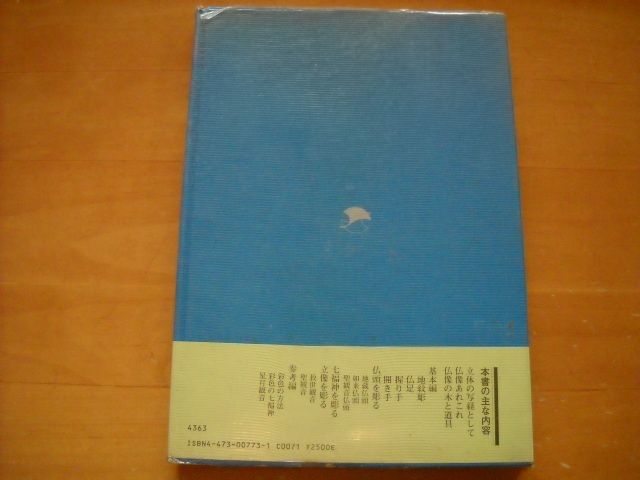 本書の主な内容
立体の写経として
仏像あれこれ
仏像の木と道具
基本編
地紋彫
仏足
握り手
開き手
仏頭を彫る
地蔵仏頭
如来仏頭
聖観音仏頭
七福神を彫る
立像を彫る
救世観音
聖観音
参考編
彩色の方法
彩色の七福神
足付観音
4363
ISBN4-473-00773-1 C0071 ¥2500E